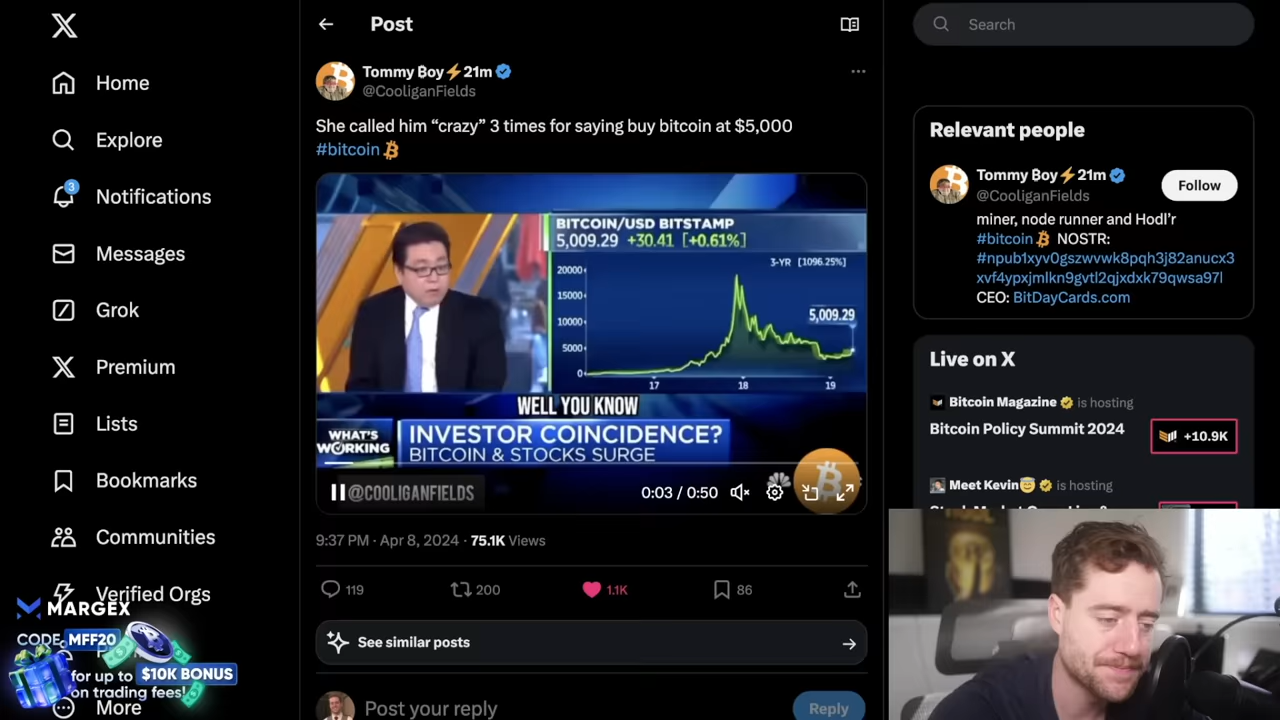 Home
Explore
3
Notifications
Messages
Grok
Premium
Lists
Bookmarks
Communities
Verified Orgs
More
MARGEX
CODE MFF20
for up to $10K BONUS
on trading fees!
Post
Tommy ₿oy⚡21m
@CooliganFields
She called him “crazy” 3 times for saying buy bitcoin at $5,000
#bitcoin
BITCOIN/USD BITSTAMP
5,009.29 +30.41 [+0.61%]
3-YR [1096.25%]
20000
15000
10000
5000
0
5,009.29
17 18 19
WELL YOU KNOW
WHAT'S
WORKING
INVESTOR COINCIDENCE?
BITCOIN & STOCKS SURGE
@COOLIGANFIELDS
0:03 / 0:50
9:37 PM · Apr 8, 2024 · 75.1K Views
119 200 1.1K 86
See similar posts
Post your reply
Reply
Search
Relevant people
Tommy ₿oy⚡21m
@CooliganFields
Follow
miner, node runner and Hodl’r
#bitcoin NOSTR:
#npub1xyv0gszwvwk8pqh3j82anucx3
xvf4ypxjmlkn9gvtl2qjxdxk79qwsa97l
CEO: BitDayCards.com
Live on X
Bitcoin Magazine is hosting
Bitcoin Policy Summit 2024
+10.9K
Meet Kevin is hosting